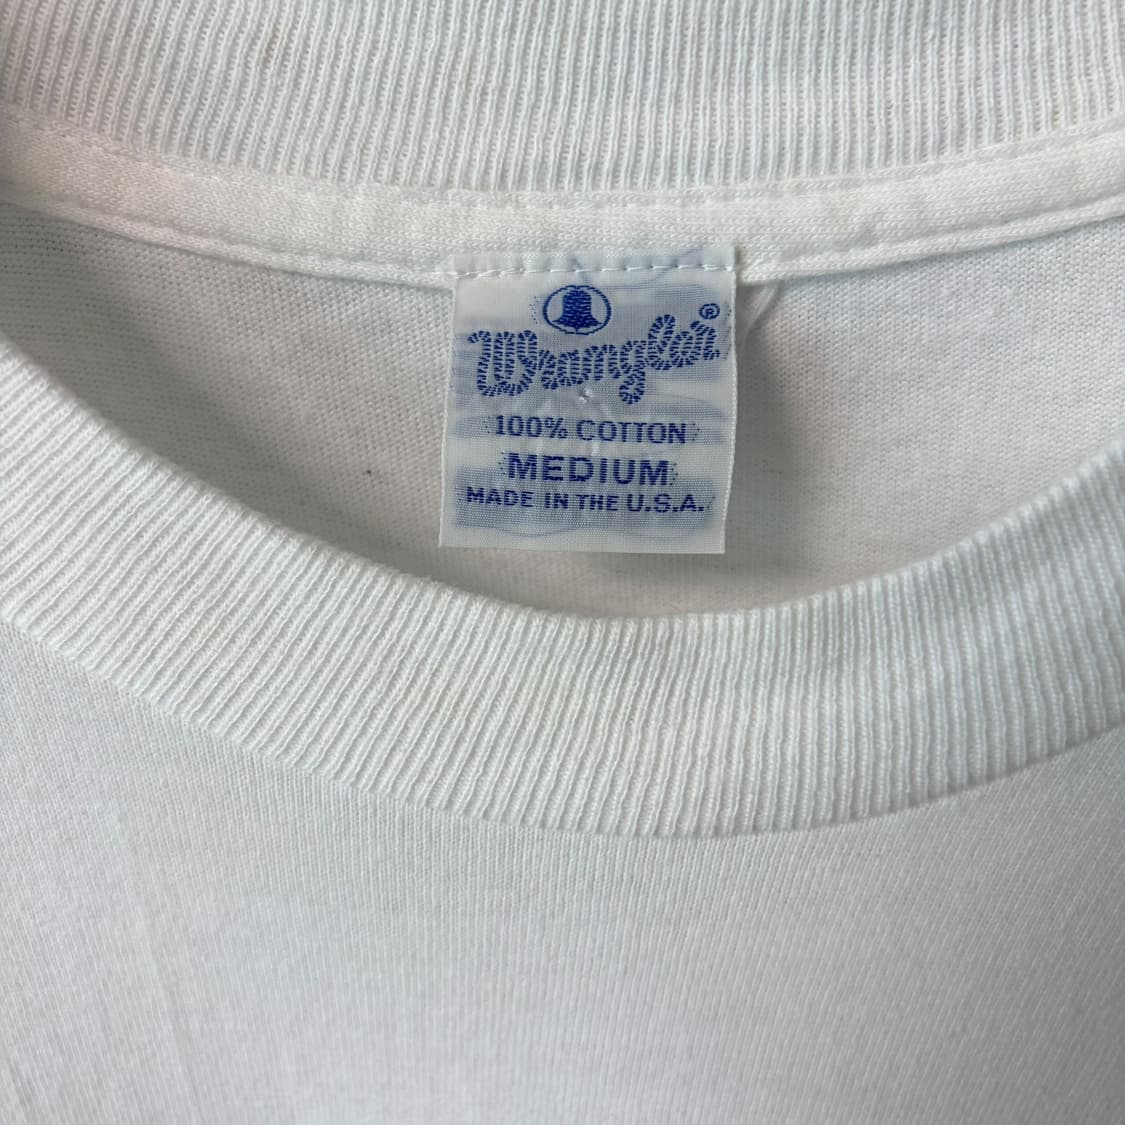 Wrangler®
100% COTTON
MEDIUM
MADE IN THE U.S.A.